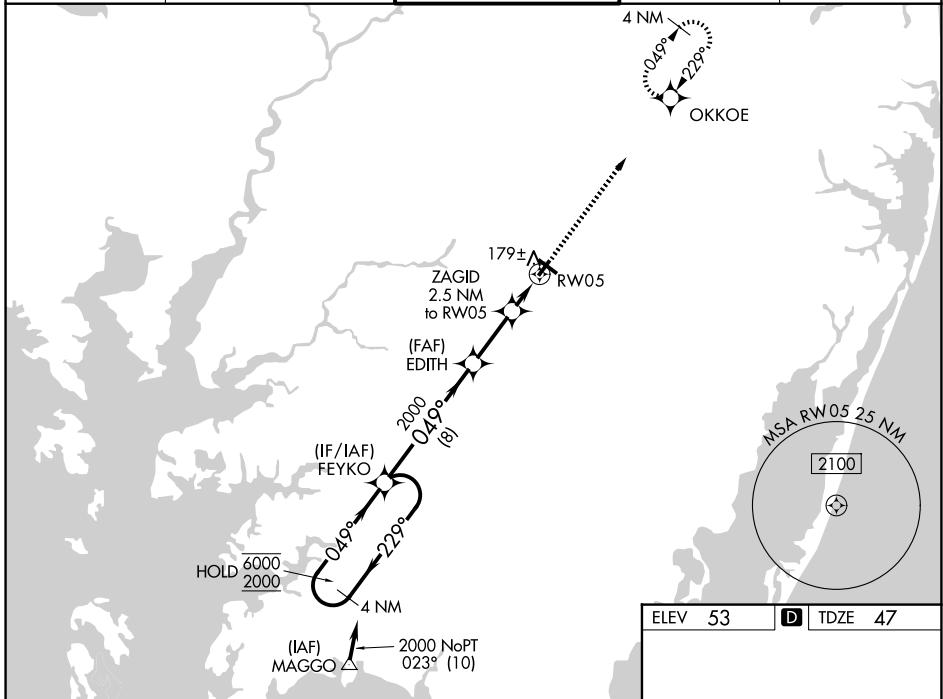 4 NM
049°
229°
OKKOE
179±
RW05
ZAGID
2.5 NM
to RW05
(FAF)
EDITH
2000
049°
(8)
(IF/IAF)
FEYKO
MSA RW05 25 NM
2100
049°
229°
HOLD 6000
2000
4 NM
(IAF)
MAGGO
2000 NoPT
023° (10)
ELEV 53 D TDZE 47